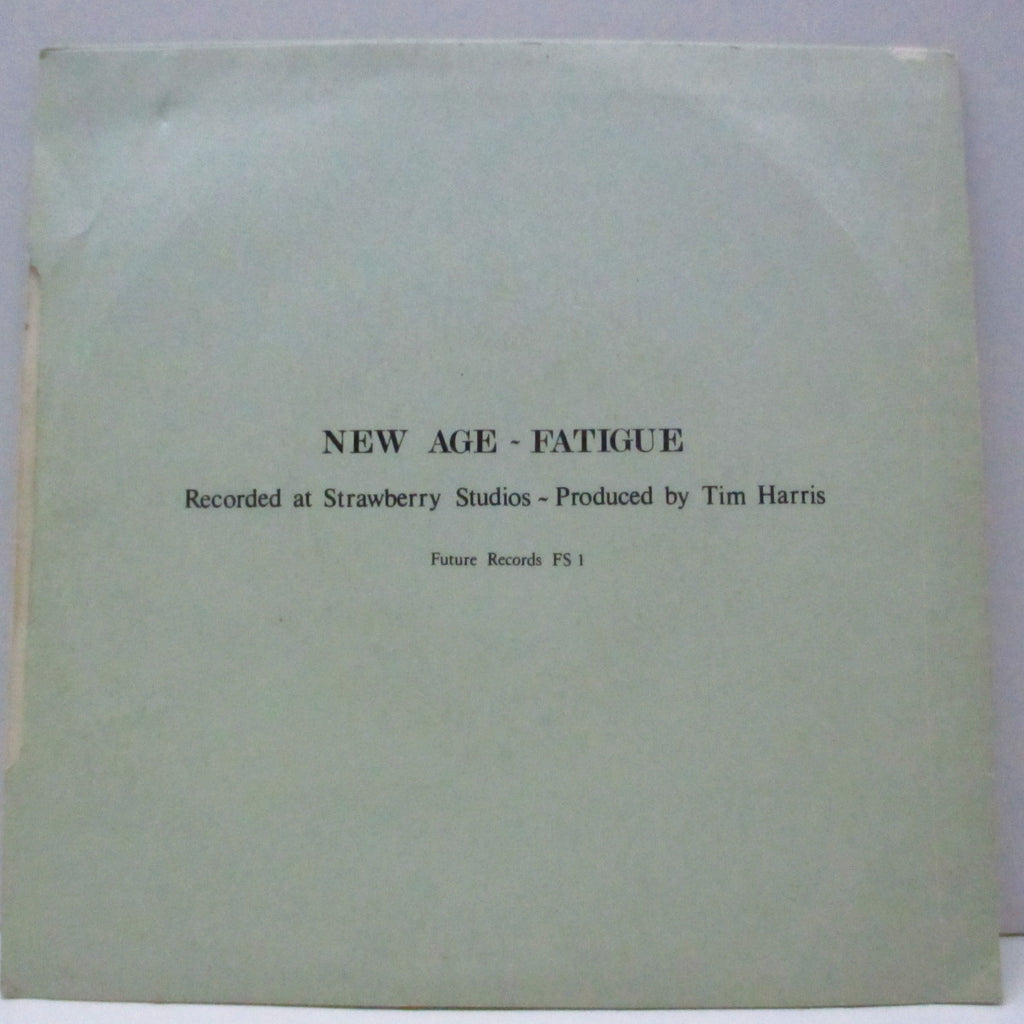 NEW AGE ~ FATIGUE
Recorded at Strawberry Studios ~ Produced by Tim Harris
Future Records FS 1